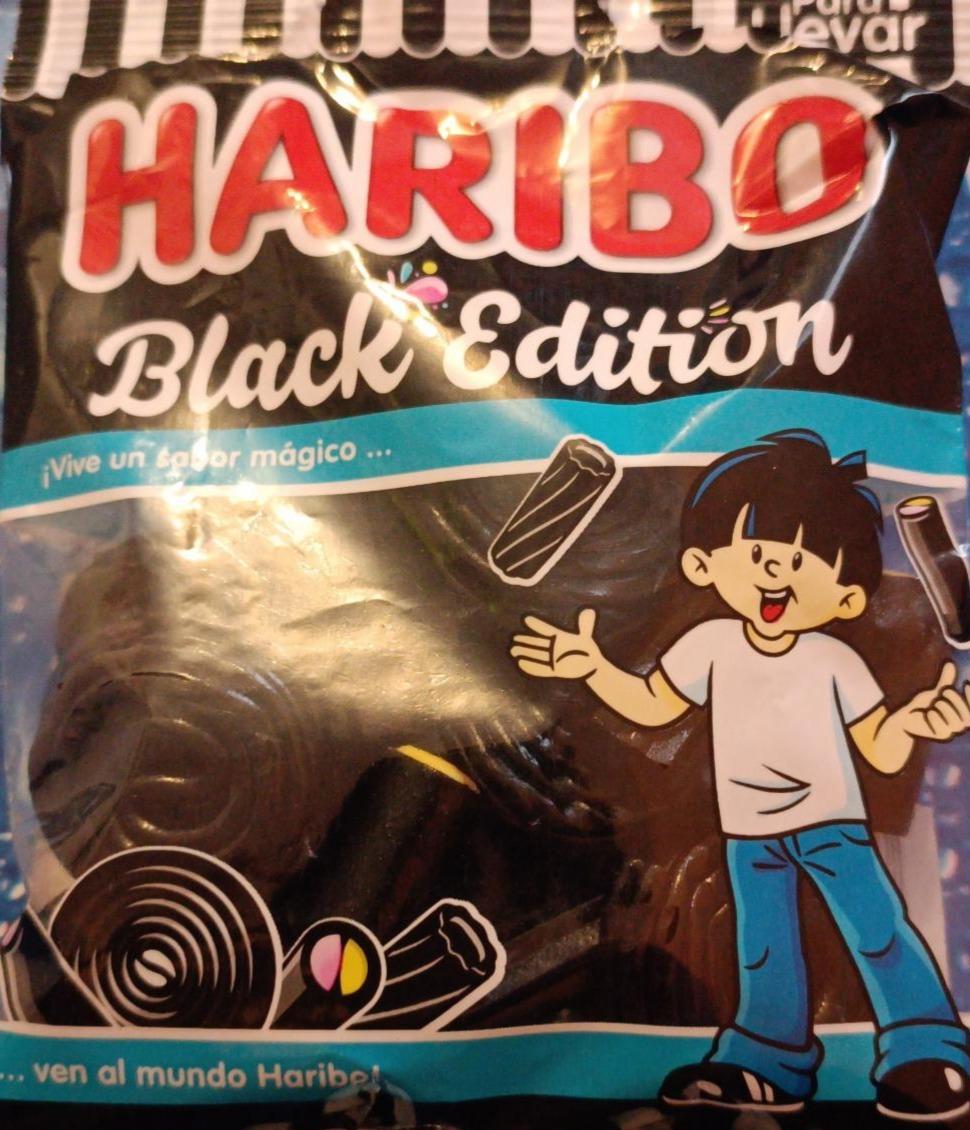 Para
llevar
HARIBO
Black Edition
¡Vive un sabor mágico ...
... ven al mundo Haribo!